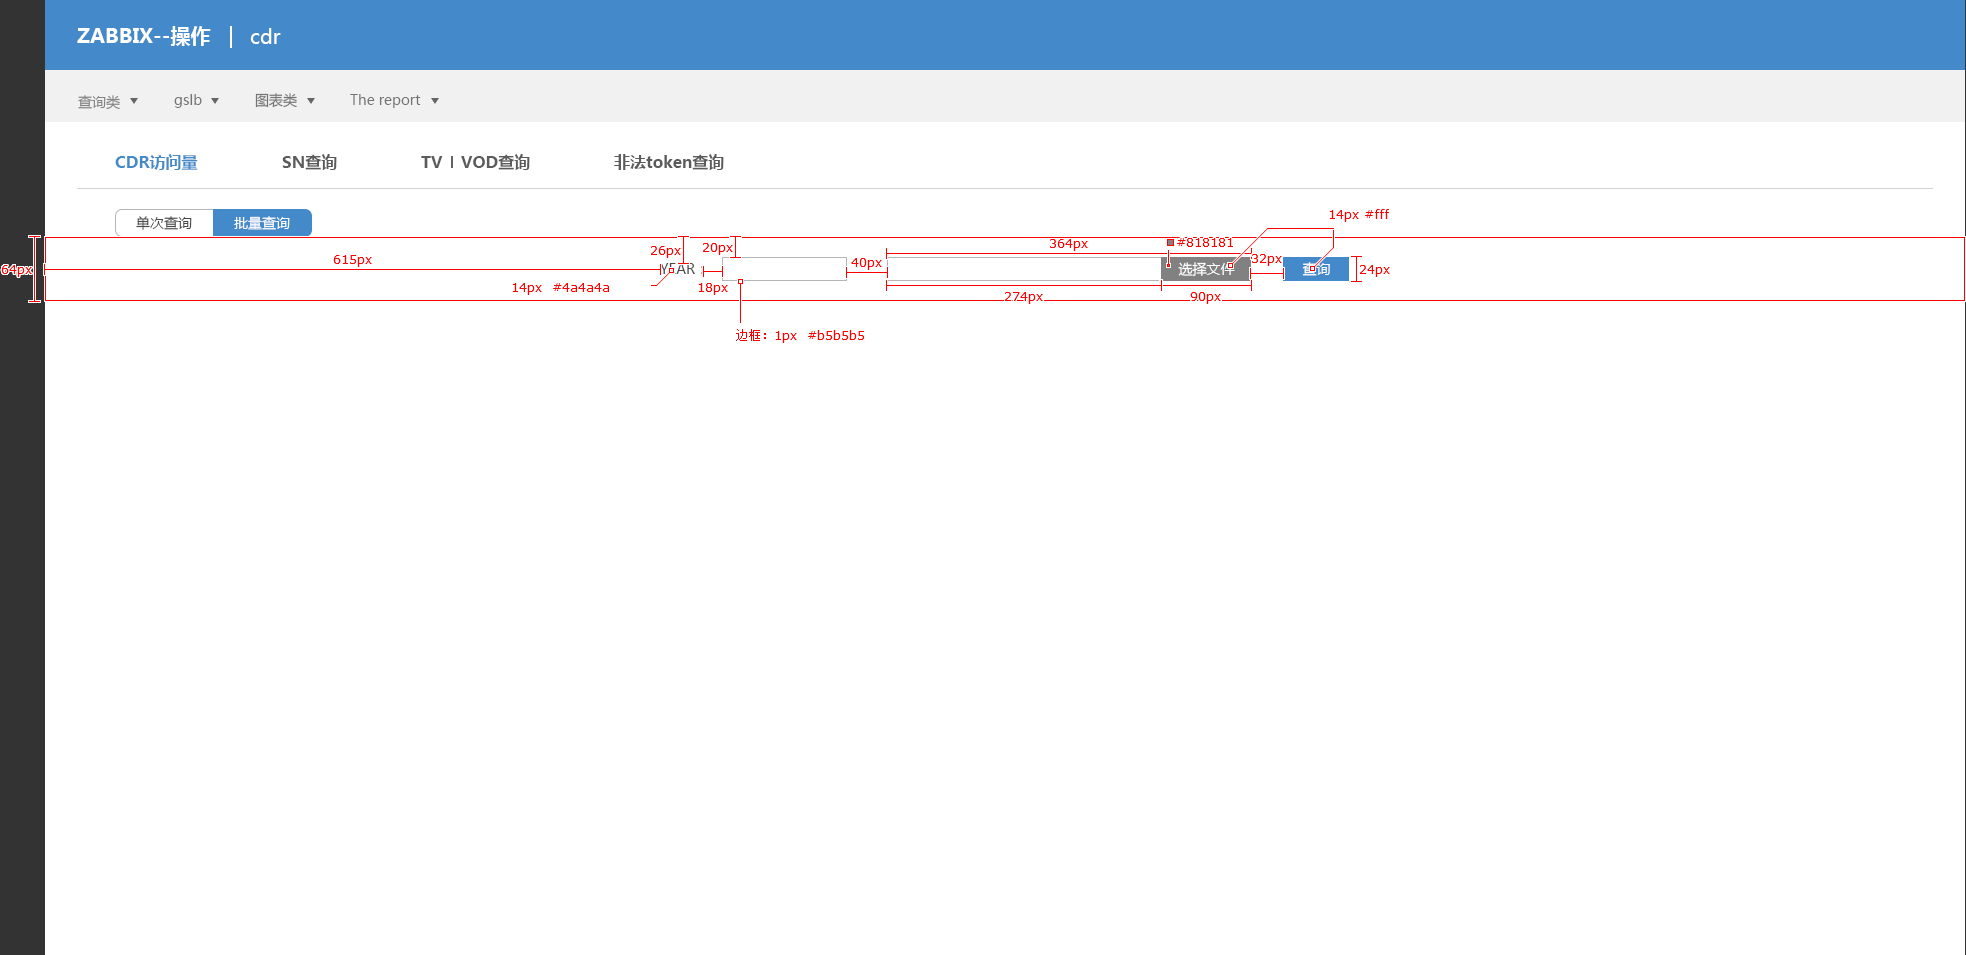 ZABBIX--操作 | cdr
查询类 gslb 图表类 The report
CDR访问量 SN查询 TV | VOD查询 非法token查询
单次查询 批量查询
14px #fff
26px 20px 364px #818181
64px 615px YEAR : 40px 选择文件 32px 查询 24px
14px #4a4a4a 18px 274px 90px
边框：1px #b5b5b5